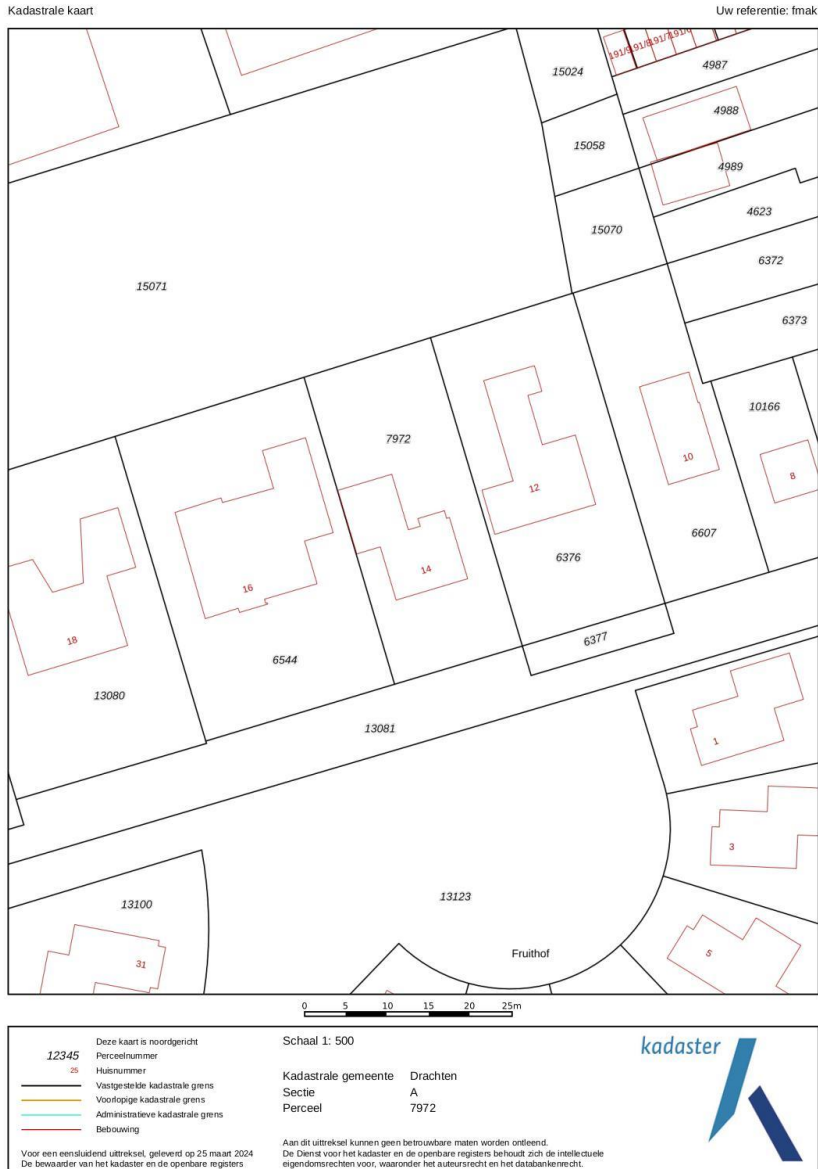 Kadastrale kaart
Uw referentie: fmak
15024
4987
4988
15058
4989
4623
15070
6372
15071
6373
7972
10166
10
8
12
14
16
6607
6376
6377
18
6544
13080
13081
1
3
13100
13123
31
Fruithof
5
0 5 10 15 20 25m
Deze kaart is noordgericht
12345 Perceelnummer
25 Huisnummer
Vastgestelde kadastrale grens
Voorlopige kadastrale grens
Administratieve kadastrale grens
Bebouwing
Voor een eensluidend uittreksel, geleverd op 25 maart 2024
De bewaarder van het kadaster en de openbare registers
Schaal 1: 500
Kadastrale gemeente Drachten
Sectie A
Perceel 7972
Aan dit uittreksel kunnen geen betrouwbare maten worden ontleend.
De Dienst voor het kadaster en de openbare registers behoudt zich de intellectuele
eigendomsrechten voor, waaronder het auteursrecht en het databankenrecht.
kadaster